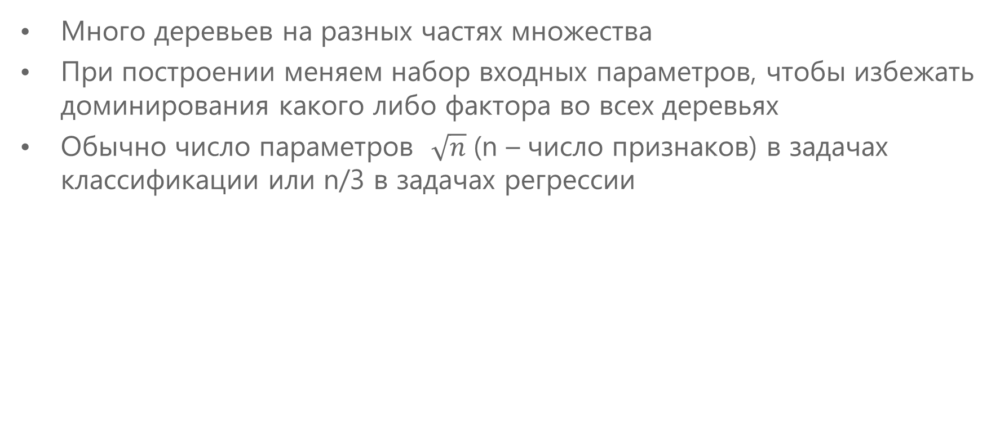 • Много деревьев на разных частях множества
• При построении меняем набор входных параметров, чтобы избежать
доминирования какого либо фактора во всех деревьях
• Обычно число параметров √n (n – число признаков) в задачах
классификации или n/3 в задачах регрессии